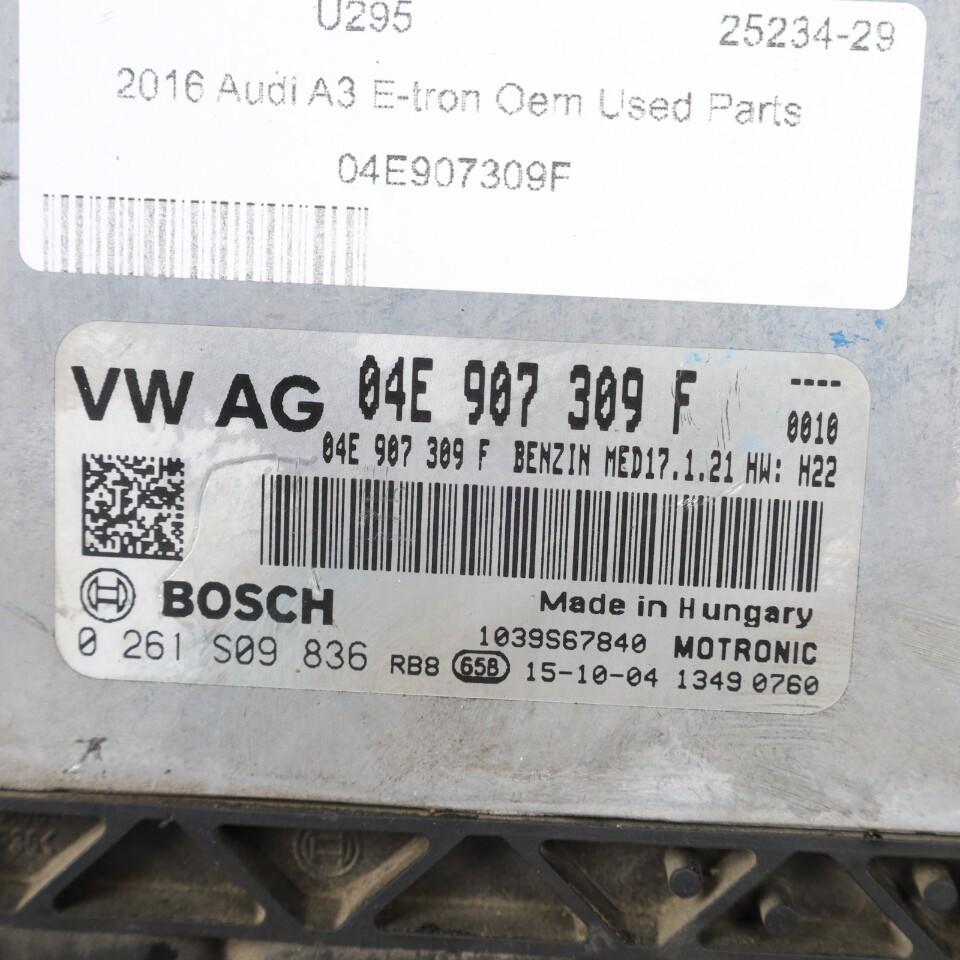 U295 25234-29
2016 Audi A3 E-tron Oem Used Parts
04E907309F
VW AG 04E 907 309 F ----
0010
04E 907 309 F BENZIN MED17.1.21 HW: H22
BOSCH Made in Hungary
0 261 S09 836 1039S67840 MOTRONIC
RB8 65B 15-10-04 1349 0760